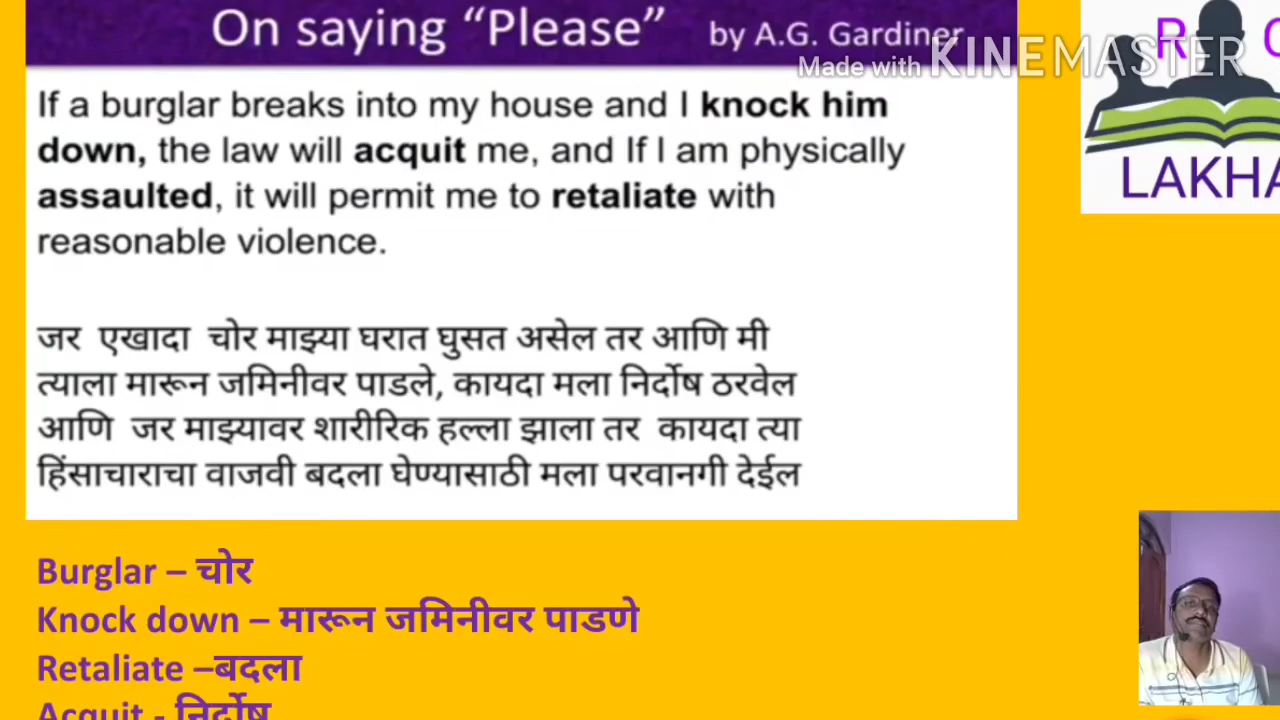 On saying “Please” by A.G. Gardiner
Made with KINEMASTER
R
LAKHA
If a burglar breaks into my house and I knock him
down, the law will acquit me, and If I am physically
assaulted, it will permit me to retaliate with
reasonable violence.
जर एखादा चोर माझ्या घरात घुसत असेल तर आणि मी
त्याला मारून जमिनीवर पाडले, कायदा मला निर्दोष ठरवेल
आणि जर माझ्यावर शारीरिक हल्ला झाला तर कायदा त्या
हिंसाचाराचा वाजवी बदला घेण्यासाठी मला परवानगी देईल
Burglar – चोर
Knock down – मारून जमिनीवर पाडणे
Retaliate –बदला
Acquit - निर्दोष